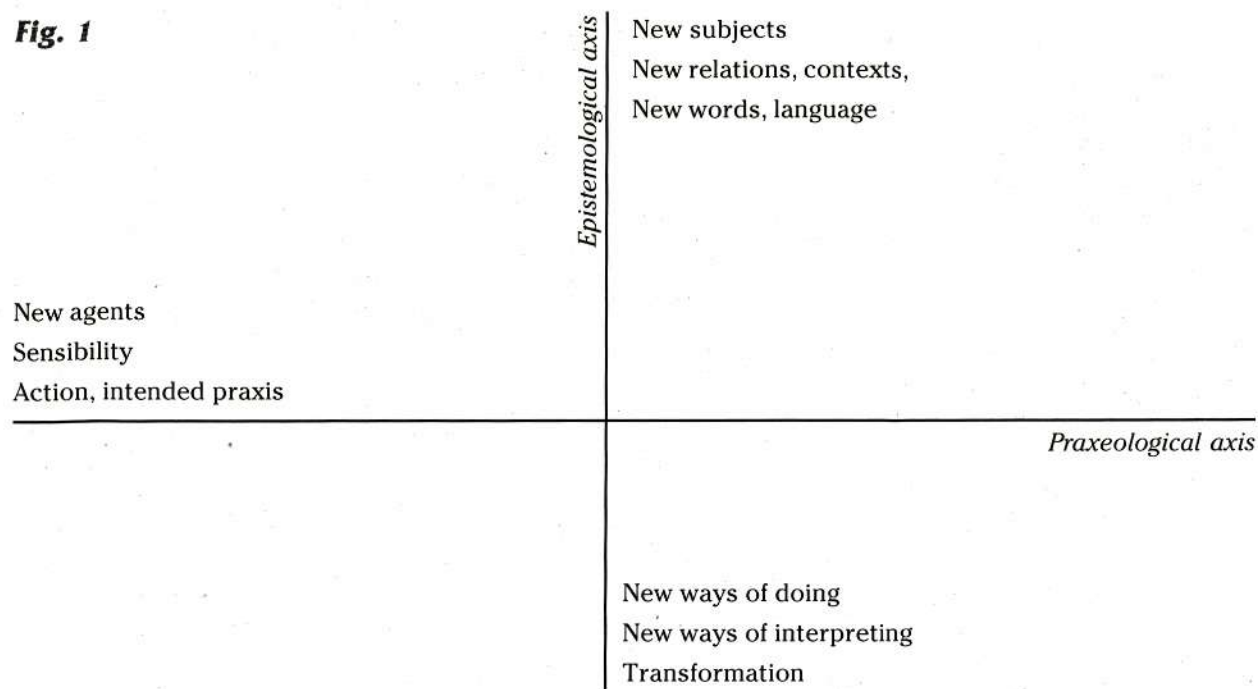 Fig. 1
Epistemological axis
New subjects
New relations, contexts,
New words, language
New agents
Sensibility
Action, intended praxis
Praxeological axis
New ways of doing
New ways of interpreting
Transformation